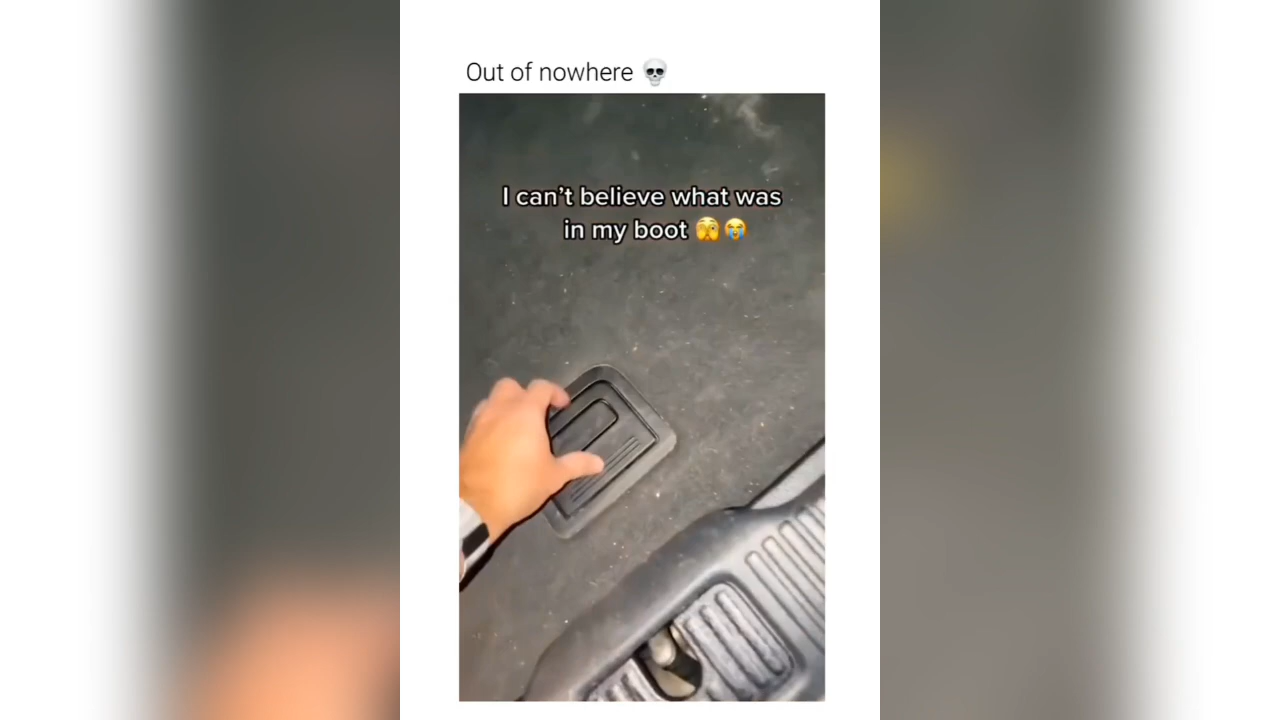 Out of nowhere 💀
I can't believe what was
in my boot 🫣😭